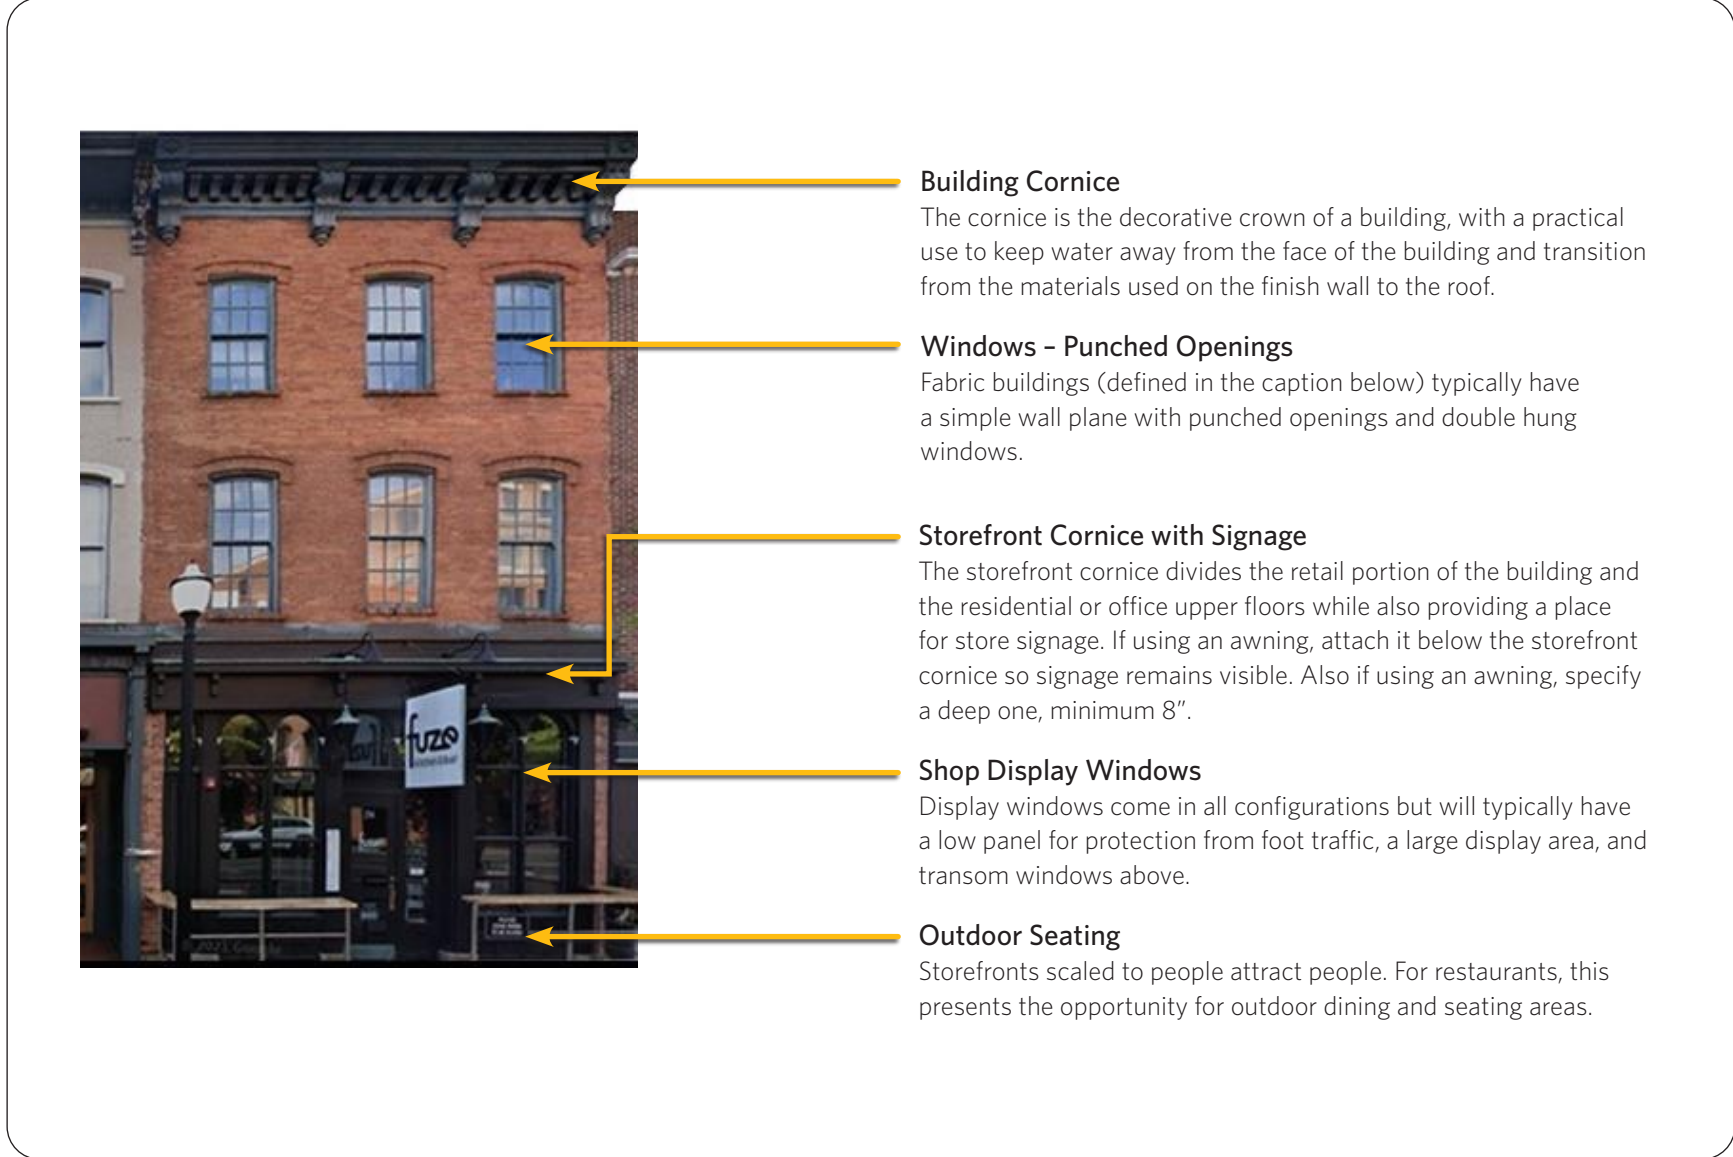 Building Cornice
The cornice is the decorative crown of a building, with a practical
use to keep water away from the face of the building and transition
from the materials used on the finish wall to the roof.
Windows – Punched Openings
Fabric buildings (defined in the caption below) typically have
a simple wall plane with punched openings and double hung
windows.
Storefront Cornice with Signage
The storefront cornice divides the retail portion of the building and
the residential or office upper floors while also providing a place
for store signage. If using an awning, attach it below the storefront
cornice so signage remains visible. Also if using an awning, specify
a deep one, minimum 8”.
fuze
Shop Display Windows
Display windows come in all configurations but will typically have
a low panel for protection from foot traffic, a large display area, and
transom windows above.
Outdoor Seating
Storefronts scaled to people attract people. For restaurants, this
presents the opportunity for outdoor dining and seating areas.
© 2021 Google